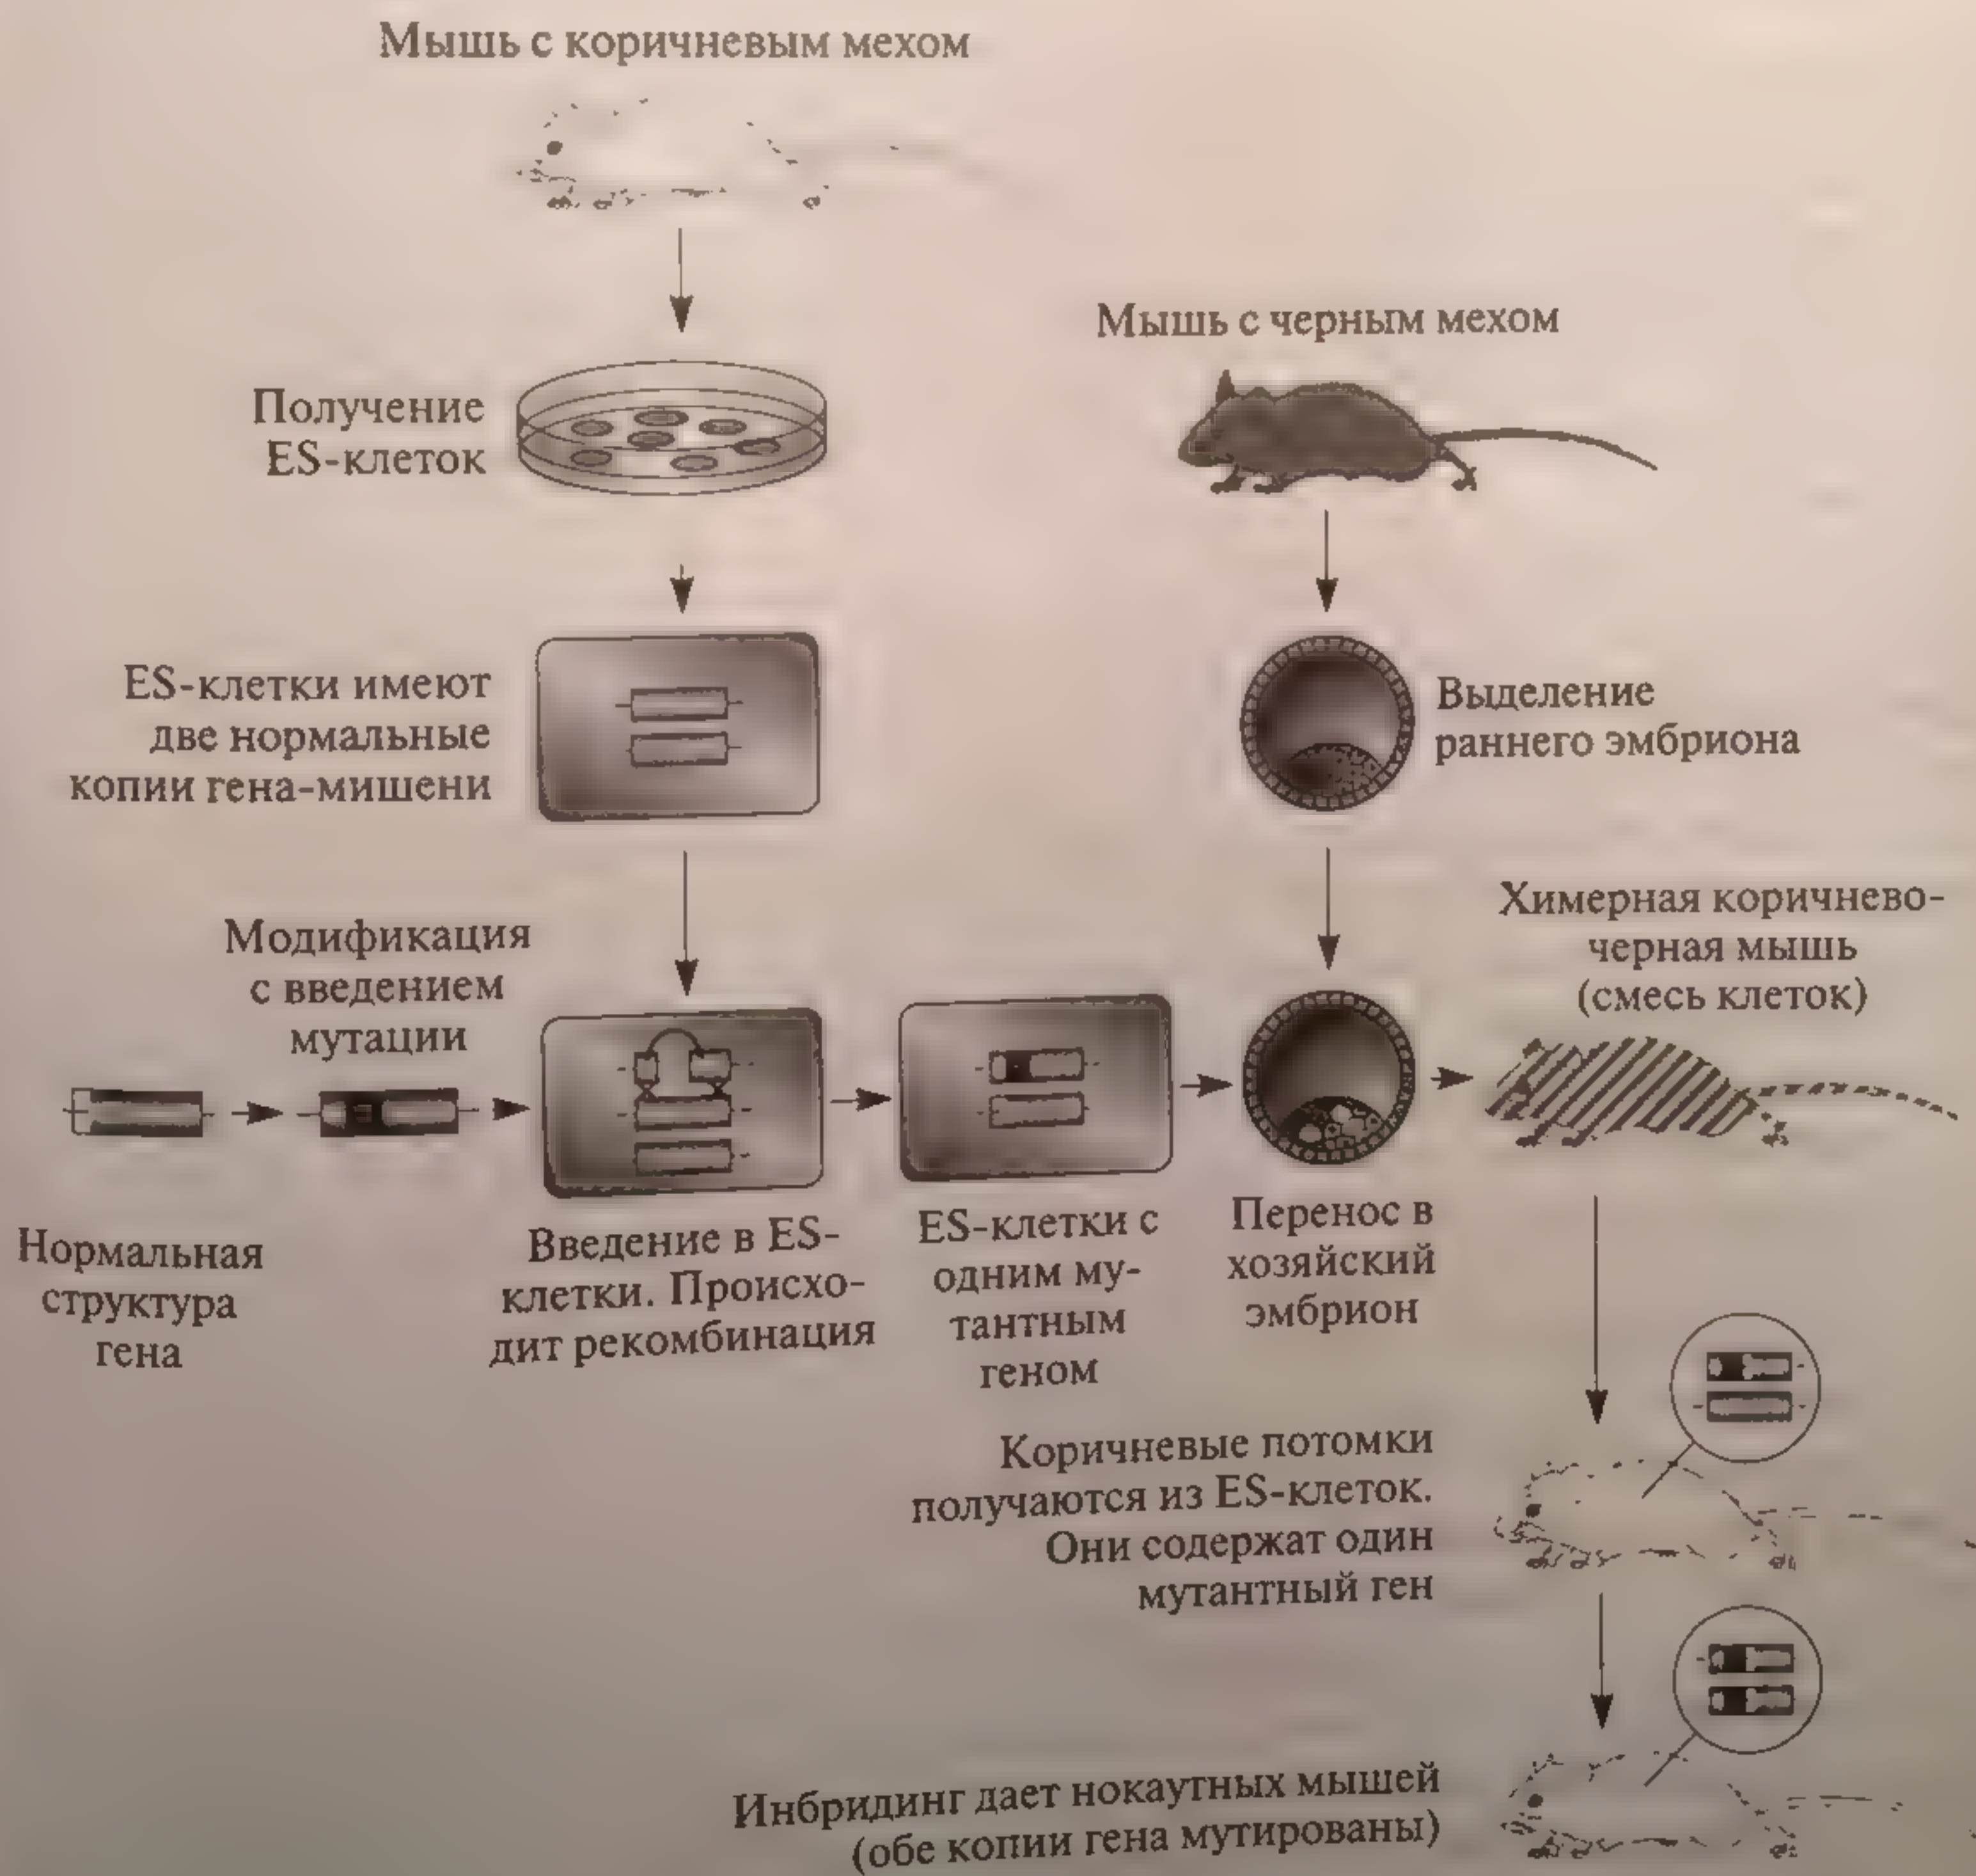 Мышь с коричневым мехом
Мышь с черным мехом
Получение
ES-клеток
ES-клетки имеют
две нормальные
копии гена-мишени
Выделение
раннего эмбриона
Модификация
с введением
мутации
Химерная коричнево-
черная мышь
(смесь клеток)
Нормальная
структура
гена
Введение в ES-
клетки. Происхо-
дит рекомбинация
ES-клетки с
одним му-
тантным
геном
Перенос в
хозяйский
эмбрион
Коричневые потомки
получаются из ES-клеток.
Они содержат один
мутантный ген
Инбридинг дает нокаутных мышей
(обе копии гена мутированы)